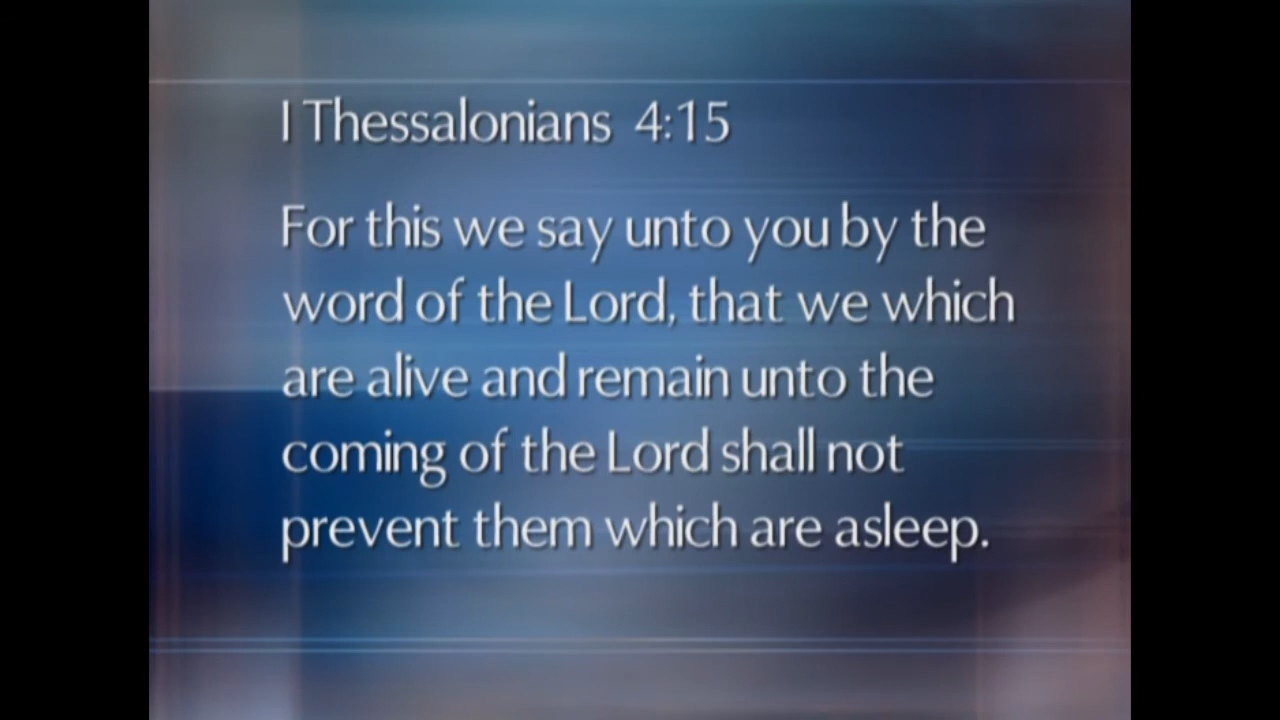 I Thessalonians 4:15
For this we say unto you by the
word of the Lord, that we which
are alive and remain unto the
coming of the Lord shall not
prevent them which are asleep.